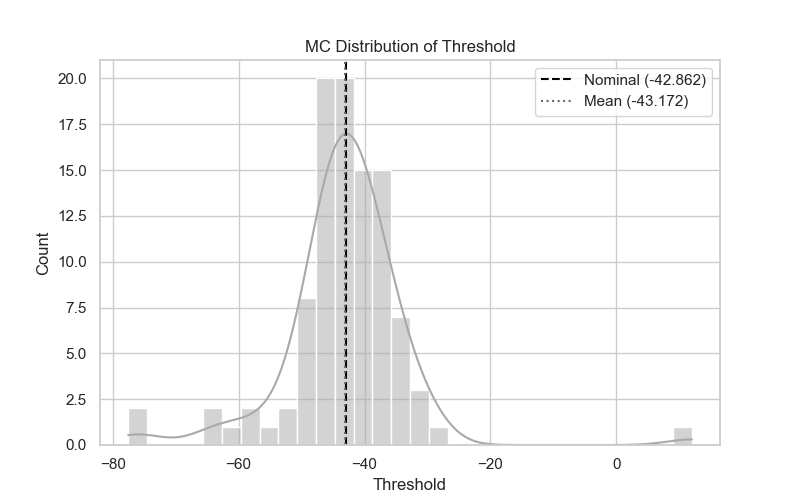 MC Distribution of Threshold
Nominal (-42.862)
Mean (-43.172)
20.0
17.5
15.0
12.5
10.0
7.5
5.0
2.5
0.0
Count
−80
−60
−40
−20
0
Threshold